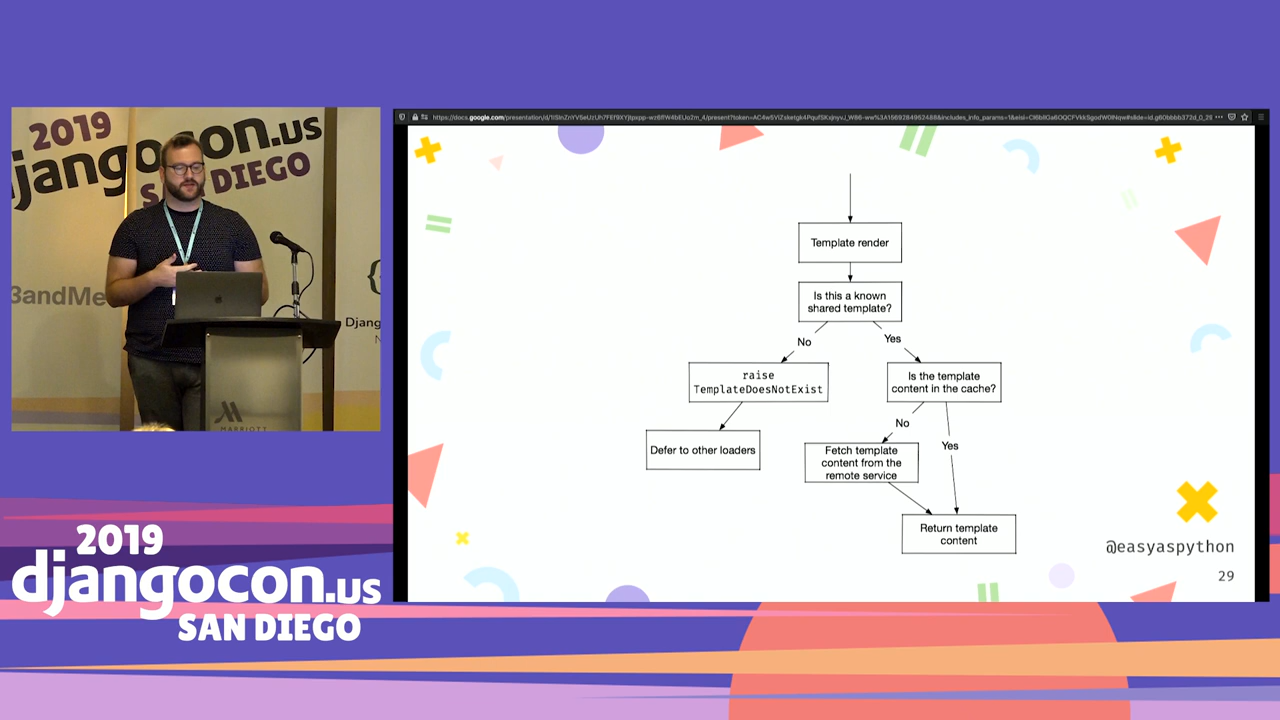 2019
djangocon.us
SAN DIEGO
3andMe
Djang
MARRIOTT
2019
djangocon.us
SAN DIEGO
Template render
Is this a known
shared template?
No
Yes
raise
TemplateDoesNotExist
Is the template
content in the cache?
Defer to other loaders
No
Yes
Fetch template
content from the
remote service
Return template
content
@easyaspython
29